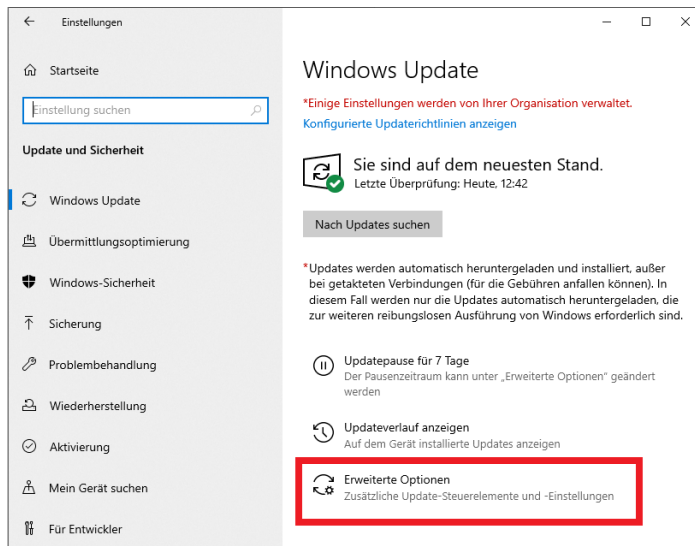 Einstellungen
Startseite
Einstellung suchen
Update und Sicherheit
Windows Update
Übermittlungsoptimierung
Windows-Sicherheit
Sicherung
Problembehandlung
Wiederherstellung
Aktivierung
Mein Gerät suchen
Für Entwickler
Windows Update
*Einige Einstellungen werden von Ihrer Organisation verwaltet.
Konfigurierte Updaterichtlinien anzeigen
Sie sind auf dem neuesten Stand.
Letzte Überprüfung: Heute, 12:42
Nach Updates suchen
*Updates werden automatisch heruntergeladen und installiert, außer
bei getakteten Verbindungen (für die Gebühren anfallen können). In
diesem Fall werden nur die Updates automatisch heruntergeladen, die
zur weiteren reibungslosen Ausführung von Windows erforderlich sind.
Updatepause für 7 Tage
Der Pausenzeitraum kann unter „Erweiterte Optionen" geändert
werden
Updateverlauf anzeigen
Auf dem Gerät installierte Updates anzeigen
Erweiterte Optionen
Zusätzliche Update-Steuerelemente und -Einstellungen